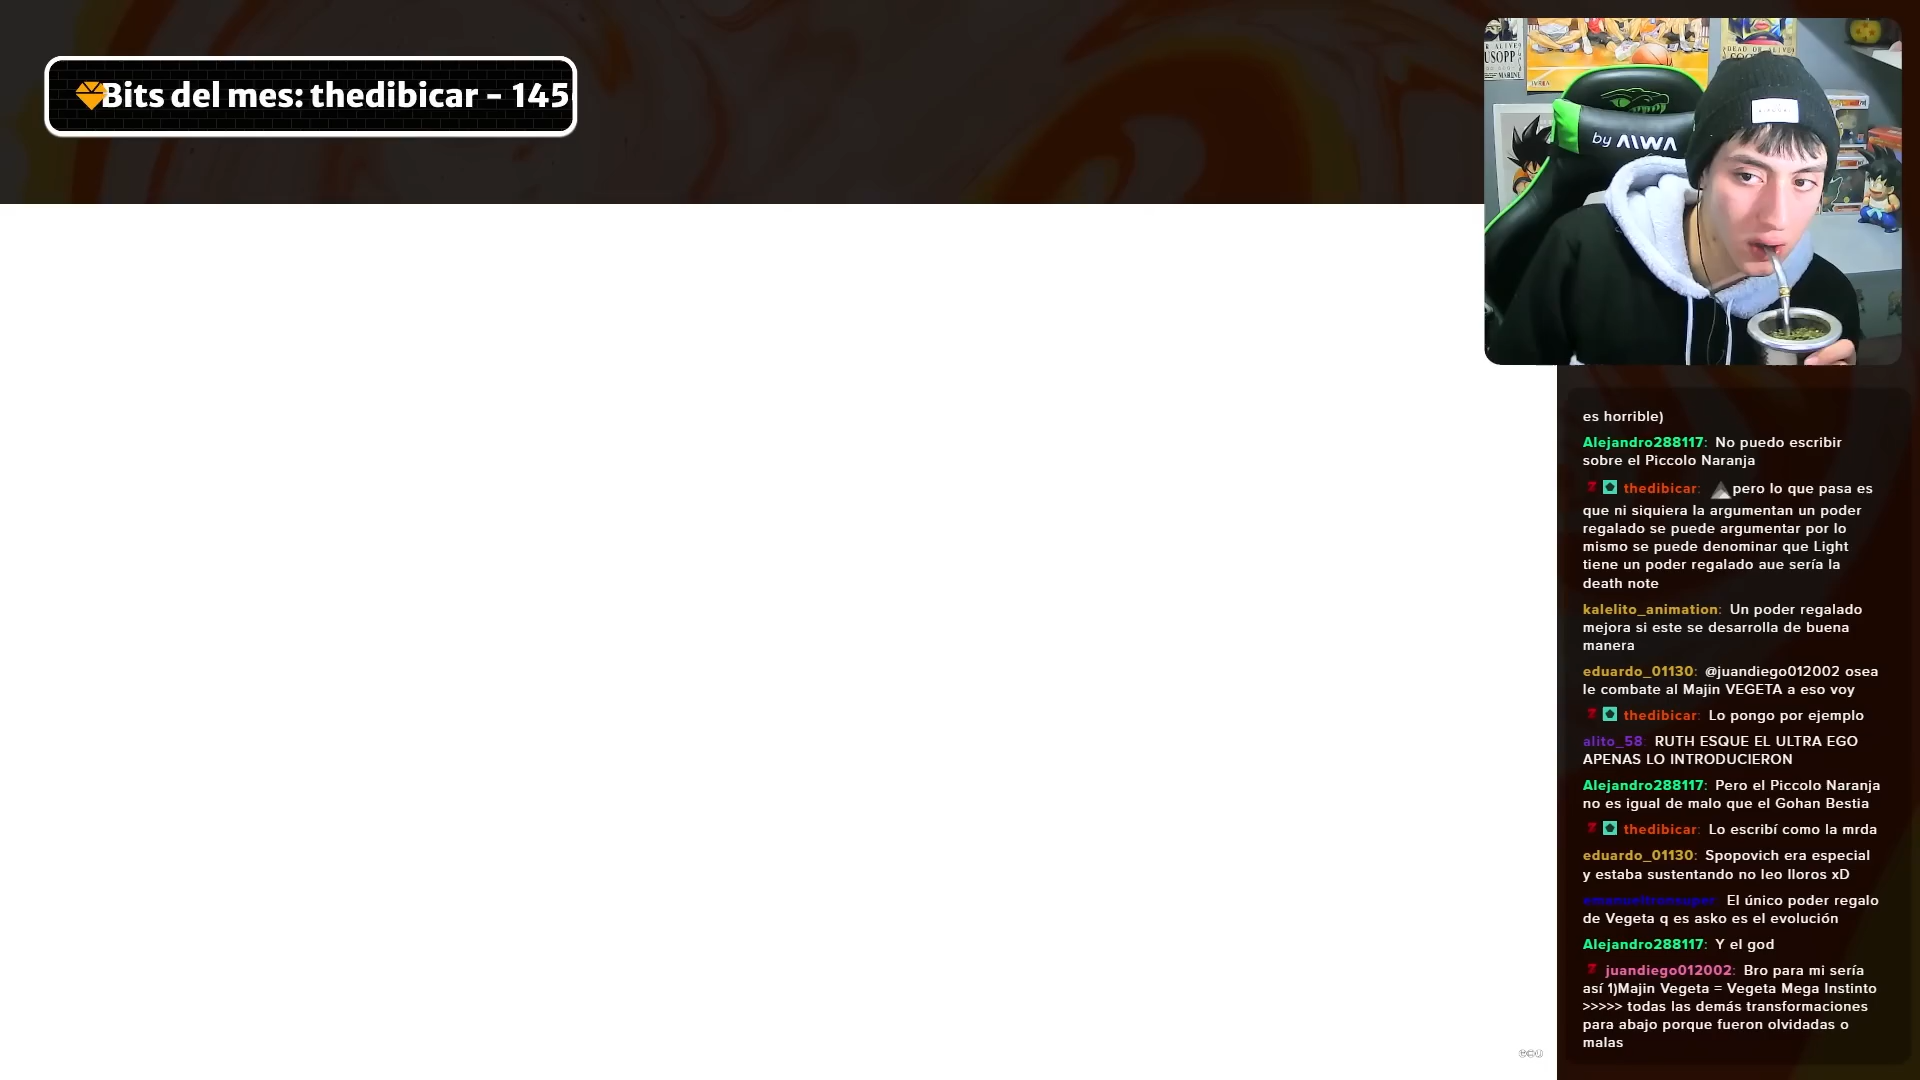 Bits del mes: thedibicar - 145
USOPP
MARINE
by AIWA
es horrible)
Alejandro288117: No puedo escribir
sobre el Piccolo Naranja
thedibicar: pero lo que pasa es
que ni siquiera la argumentan un poder
regalado se puede argumentar por lo
mismo se puede denominar que Light
tiene un poder regalado aue sería la
death note
kalelito_animation: Un poder regalado
mejora si este se desarrolla de buena
manera
eduardo_01130: @juandiego012002 osea
le combate al Majin VEGETA a eso voy
thedibicar: Lo pongo por ejemplo
alito_58: RUTH ESQUE EL ULTRA EGO
APENAS LO INTRODUCIERON
Alejandro288117: Pero el Piccolo Naranja
no es igual de malo que el Gohan Bestia
thedibicar: Lo escribí como la mrda
eduardo_01130: Spopovich era especial
y estaba sustentando no leo lloros xD
El único poder regalo
de Vegeta q es asko es el evolución
Alejandro288117: Y el god
juandiego012002: Bro para mi sería
así 1)Majin Vegeta = Vegeta Mega Instinto
>>>>> todas las demás transformaciones
para abajo porque fueron olvidadas o
malas